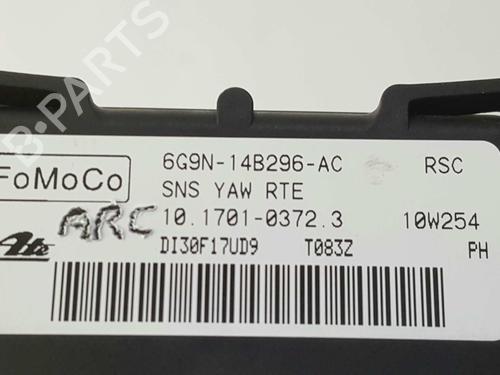 6G9N-14B296-AC RSC
FoMoCo
SNS YAW RTE
ARC 10.1701-0372.3 10W254
Ate DI30F17UD9 T083Z PH
B-PARTS